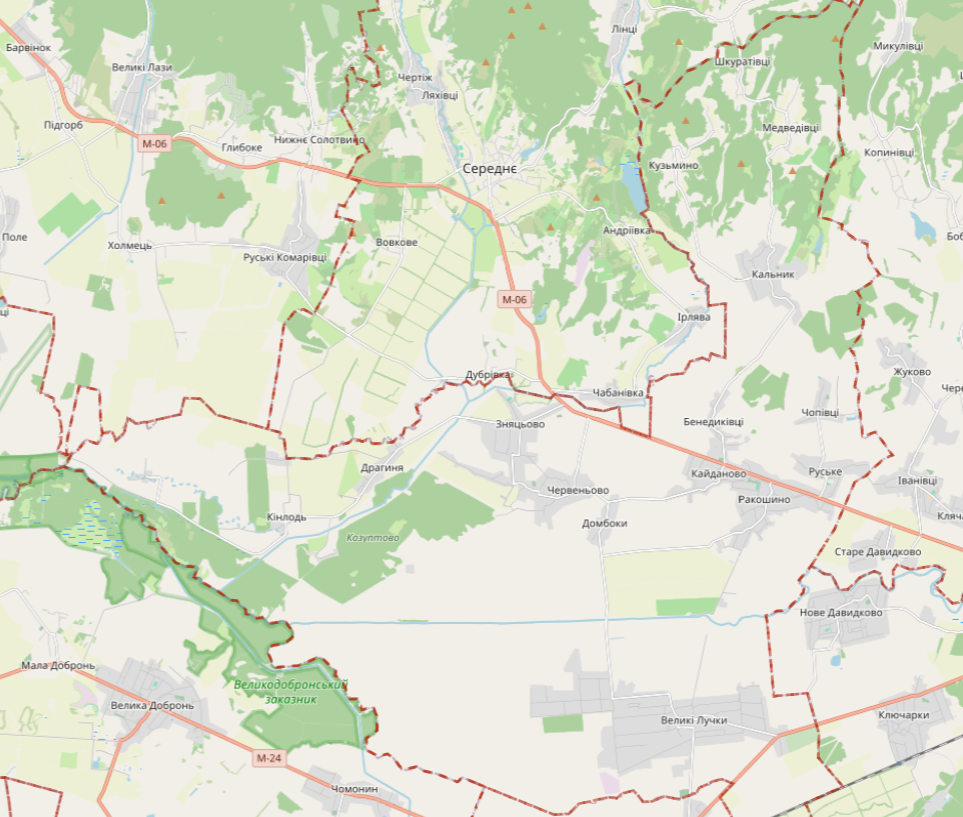 Барвінок
Великі Лази
Підгорб
М-06
Глибоке
Нижнє Солотвино
Чертіж
Ляхівці
Лінці
Шкуратівці
Микулівці
Медведівці
Копинівці
Середнє
Кузьмино
Поле
Холмець
Руські Комарівці
Вовкове
Андріївка
Кальник
М-06
Ірлява
Дубрівка
Чабанівка
Жуково
Зняцьово
Бенедиківці
Чопівці
Драгиня
Кайданово
Руське
Іванівці
Червеньово
Ракошино
Кінлодь
Домбоки
Козуптово
Старе Давидково
Нове Давидково
Мала Добронь
Великодобронський
заказник
Велика Добронь
Великі Лучки
Ключарки
М-24
Чомонин